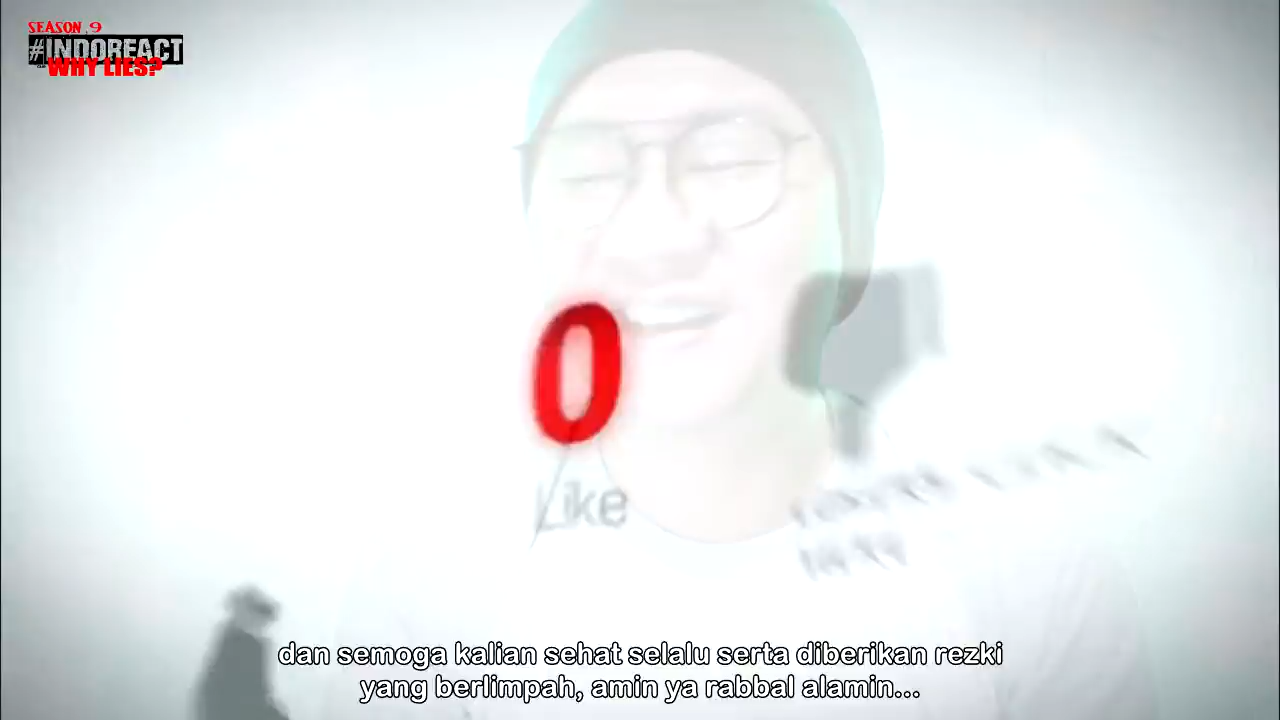 SEASON.9
#INDOREACT
WHY LIES?
0
Like
dan semoga kalian sehat selalu serta diberikan rezki
yang berlimpah, amin ya rabbal alamin...